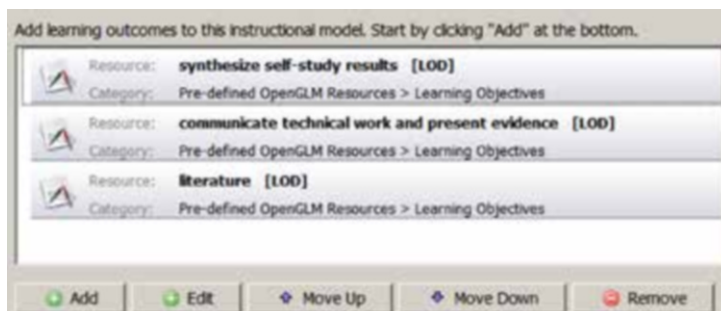 Add learning outcomes to this instructional model. Start by clicking "Add" at the bottom.
Resource: synthesize self-study results [LOD]
Category: Pre-defined OpenGLM Resources > Learning Objectives
Resource: communicate technical work and present evidence [LOD]
Category: Pre-defined OpenGLM Resources > Learning Objectives
Resource: literature [LOD]
Category: Pre-defined OpenGLM Resources > Learning Objectives
Add Edit Move Up Move Down Remove